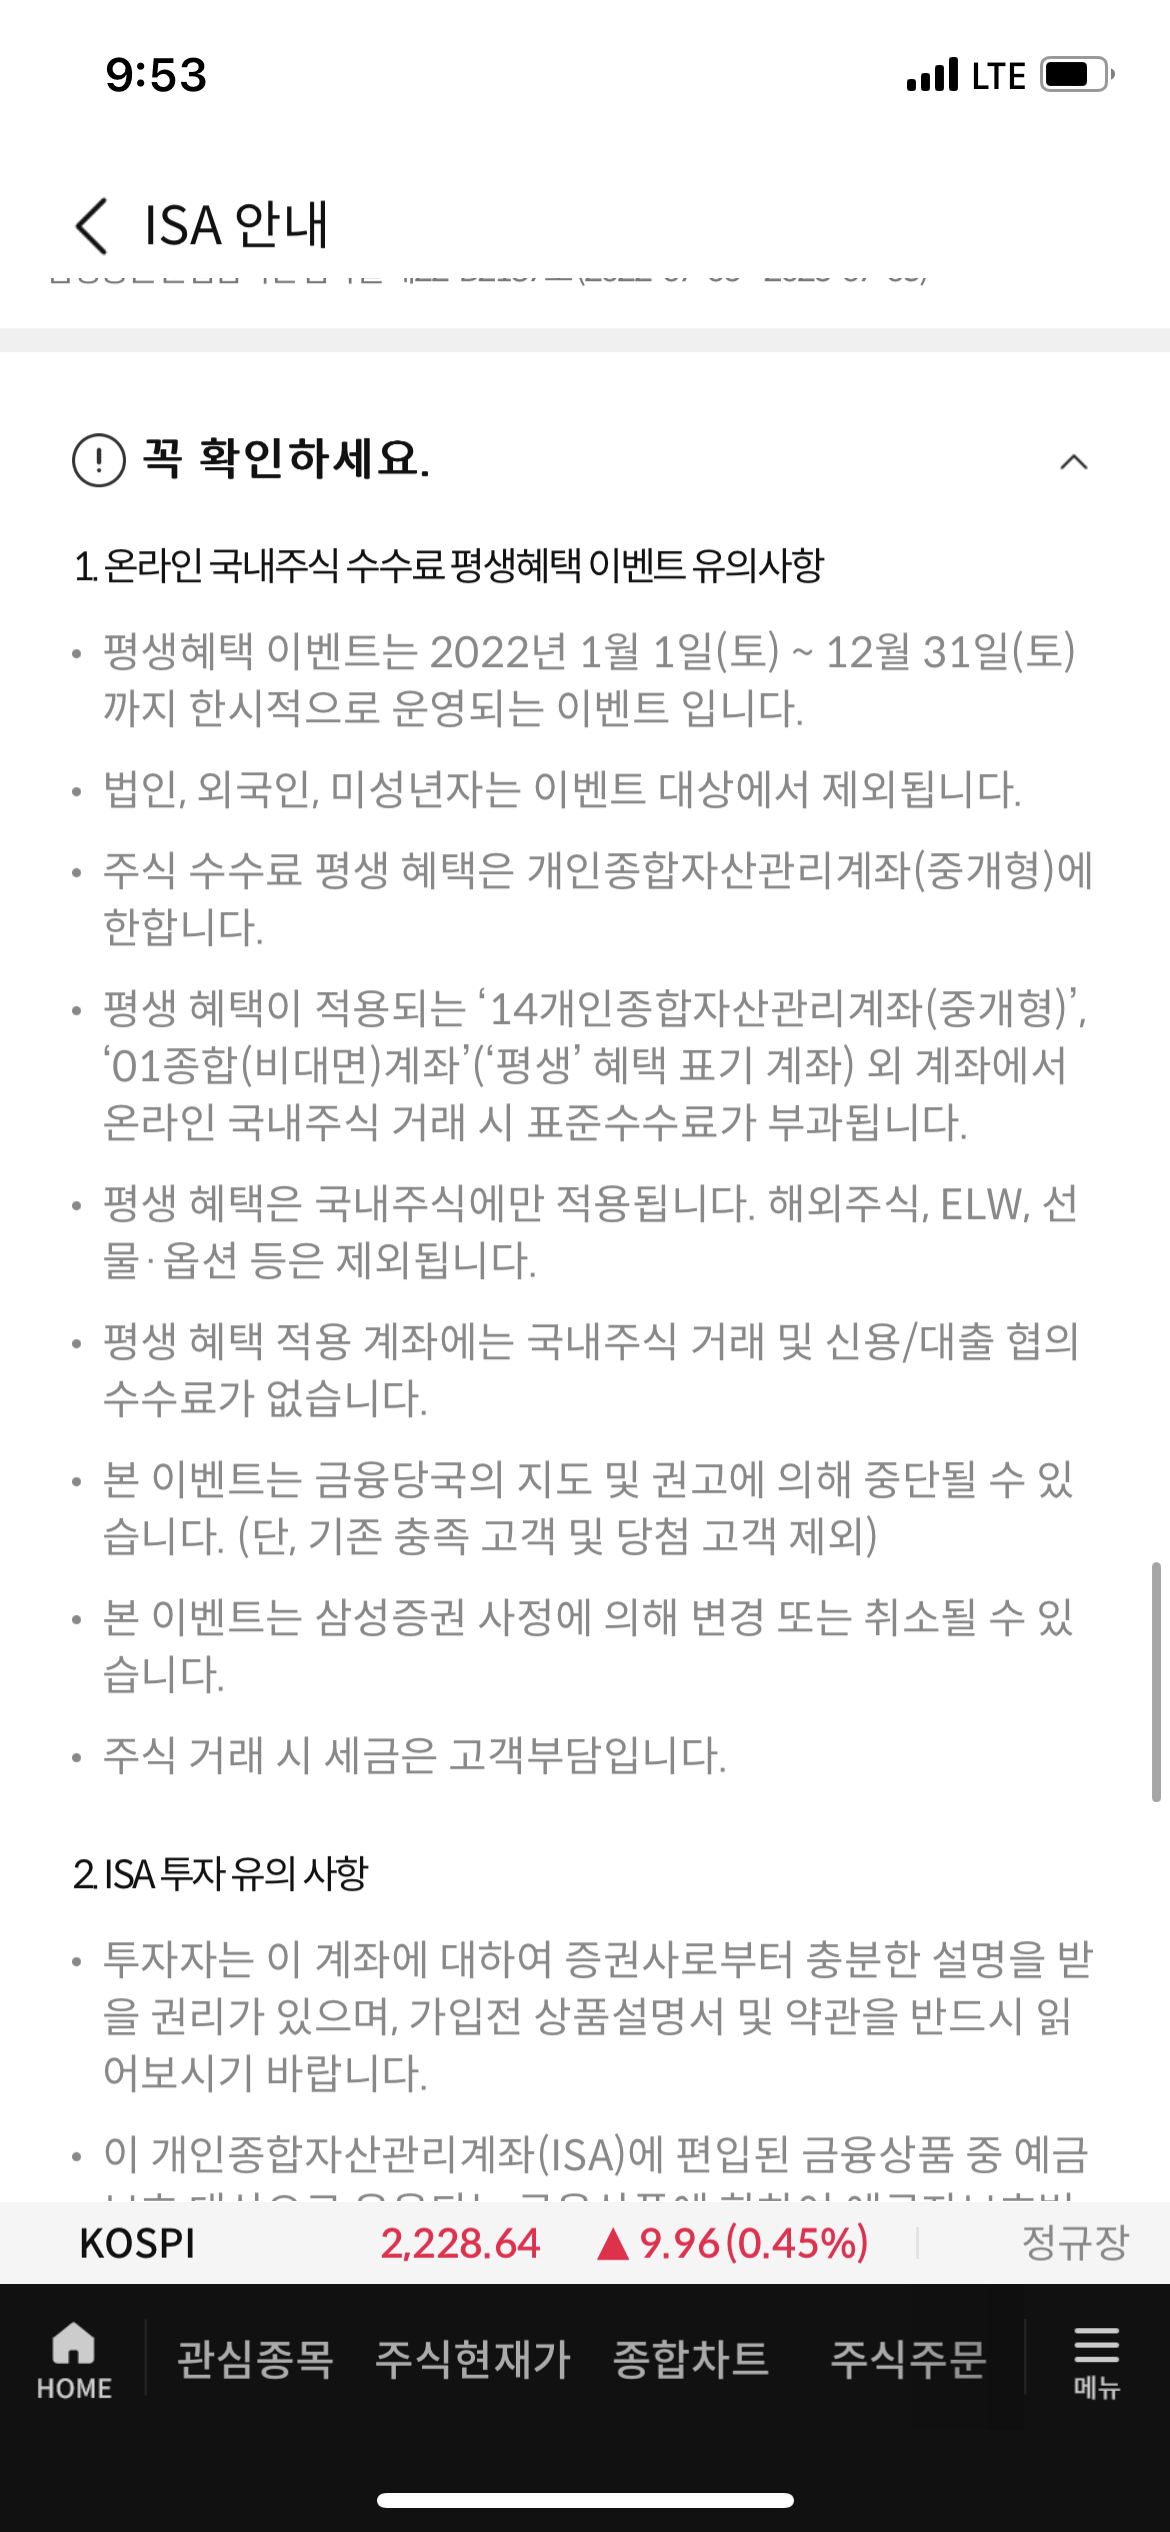 9:53
LTE
ISA 안내
꼭 확인하세요.
1. 온라인 국내주식 수수료 평생혜택 이벤트 유의사항
• 평생혜택 이벤트는 2022년 1월 1일(토) ~ 12월 31일(토)
까지 한시적으로 운영되는 이벤트 입니다.
• 법인, 외국인, 미성년자는 이벤트 대상에서 제외됩니다.
• 주식 수수료 평생 혜택은 개인종합자산관리계좌(중개형)에
한합니다.
• 평생 혜택이 적용되는 ‘14개인종합자산관리계좌(중개형)’,
‘01종합(비대면)계좌’(‘평생’ 혜택 표기 계좌) 외 계좌에서
온라인 국내주식 거래 시 표준수수료가 부과됩니다.
• 평생 혜택은 국내주식에만 적용됩니다. 해외주식, ELW, 선
물·옵션 등은 제외됩니다.
• 평생 혜택 적용 계좌에는 국내주식 거래 및 신용/대출 협의
수수료가 없습니다.
• 본 이벤트는 금융당국의 지도 및 권고에 의해 중단될 수 있
습니다. (단, 기존 충족 고객 및 당첨 고객 제외)
• 본 이벤트는 삼성증권 사정에 의해 변경 또는 취소될 수 있
습니다.
• 주식 거래 시 세금은 고객부담입니다.
2. ISA 투자 유의 사항
• 투자자는 이 계좌에 대하여 증권사로부터 충분한 설명을 받
을 권리가 있으며, 가입전 상품설명서 및 약관을 반드시 읽
어보시기 바랍니다.
• 이 개인종합자산관리계좌(ISA)에 편입된 금융상품 중 예금
KOSPI 2,228.64 ▲ 9.96(0.45%) 정규장
HOME 관심종목 주식현재가 종합차트 주식주문 메뉴